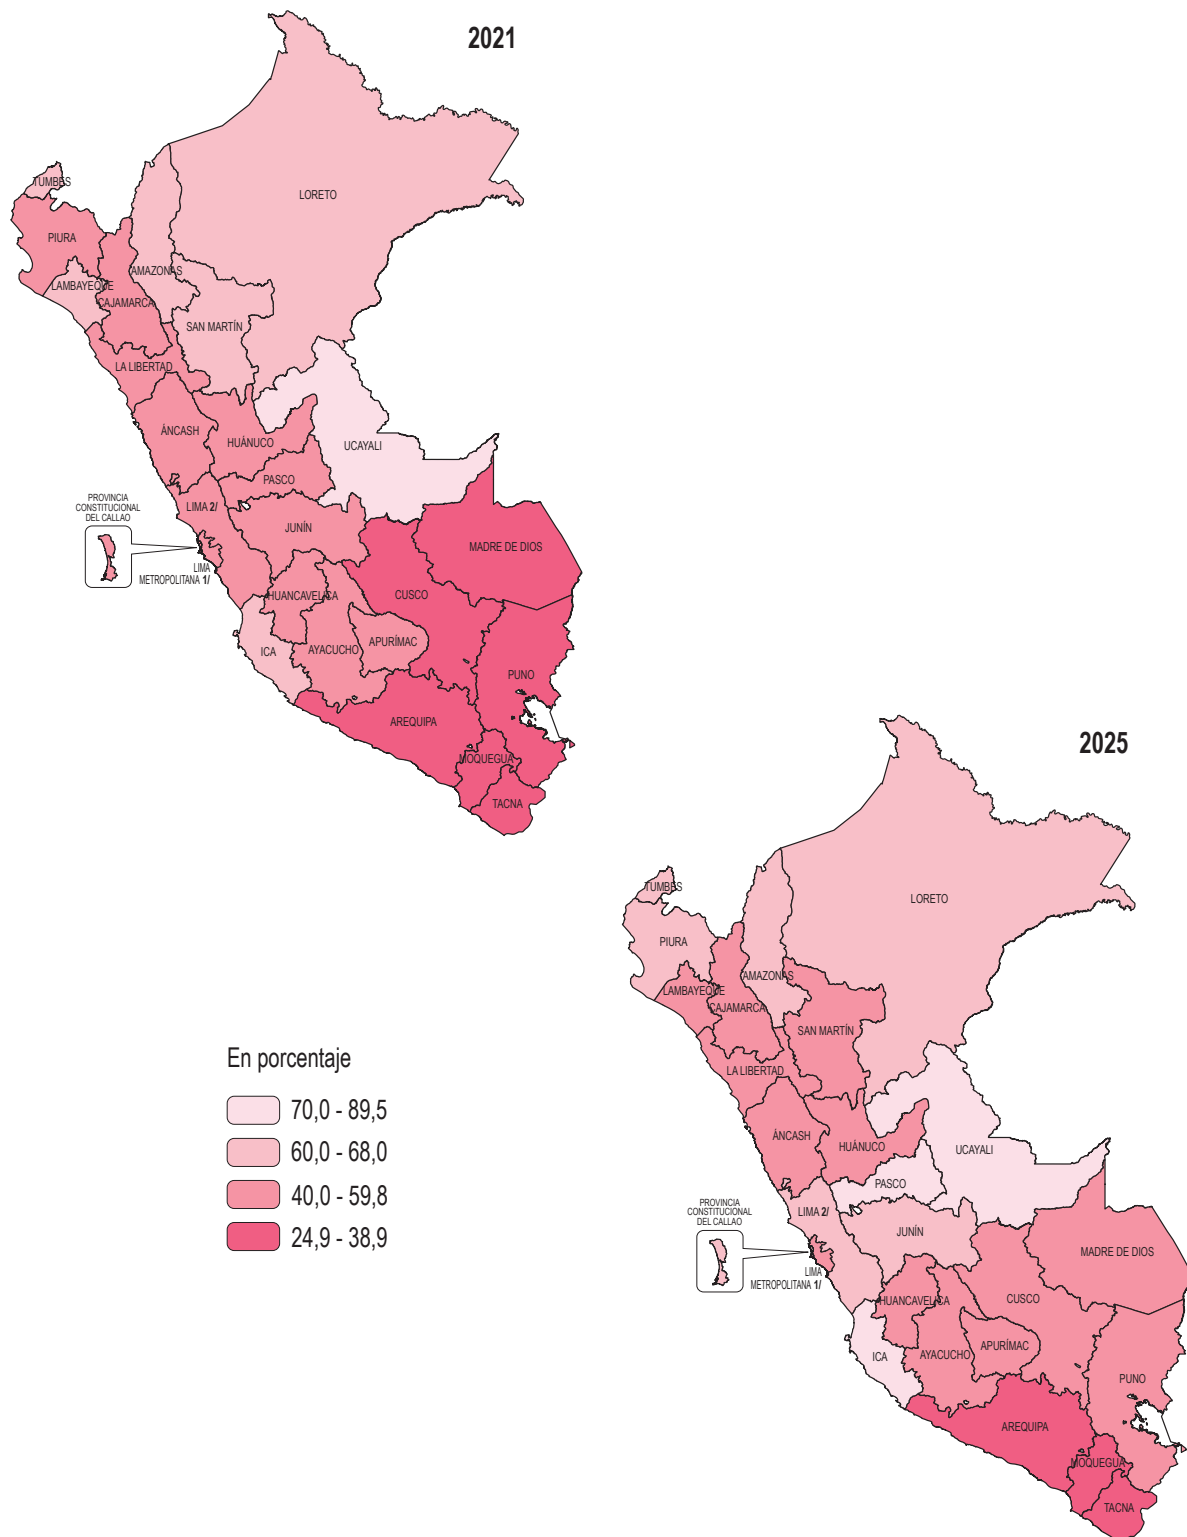 2021
LORETO
TUMBES
PIURA
AMAZONAS
LAMBAYEQUE
CAJAMARCA
SAN MARTÍN
LA LIBERTAD
ÁNCASH
HUÁNUCO
UCAYALI
PASCO
PROVINCIA
CONSTITUCIONAL
DEL CALLAO
LIMA 2/
JUNÍN
MADRE DE DIOS
LIMA
METROPOLITANA 1/
HUANCAVELICA
CUSCO
ICA
AYACUCHO
APURÍMAC
PUNO
AREQUIPA
MOQUEGUA
TACNA
2025
LORETO
TUMBES
PIURA
AMAZONAS
LAMBAYEQUE
CAJAMARCA
SAN MARTÍN
LA LIBERTAD
ÁNCASH
HUÁNUCO
UCAYALI
PASCO
PROVINCIA
CONSTITUCIONAL
DEL CALLAO
LIMA 2/
JUNÍN
MADRE DE DIOS
LIMA
METROPOLITANA 1/
HUANCAVELICA
CUSCO
ICA
AYACUCHO
APURÍMAC
PUNO
AREQUIPA
MOQUEGUA
TACNA
En porcentaje
70,0 - 89,5
60,0 - 68,0
40,0 - 59,8
24,9 - 38,9